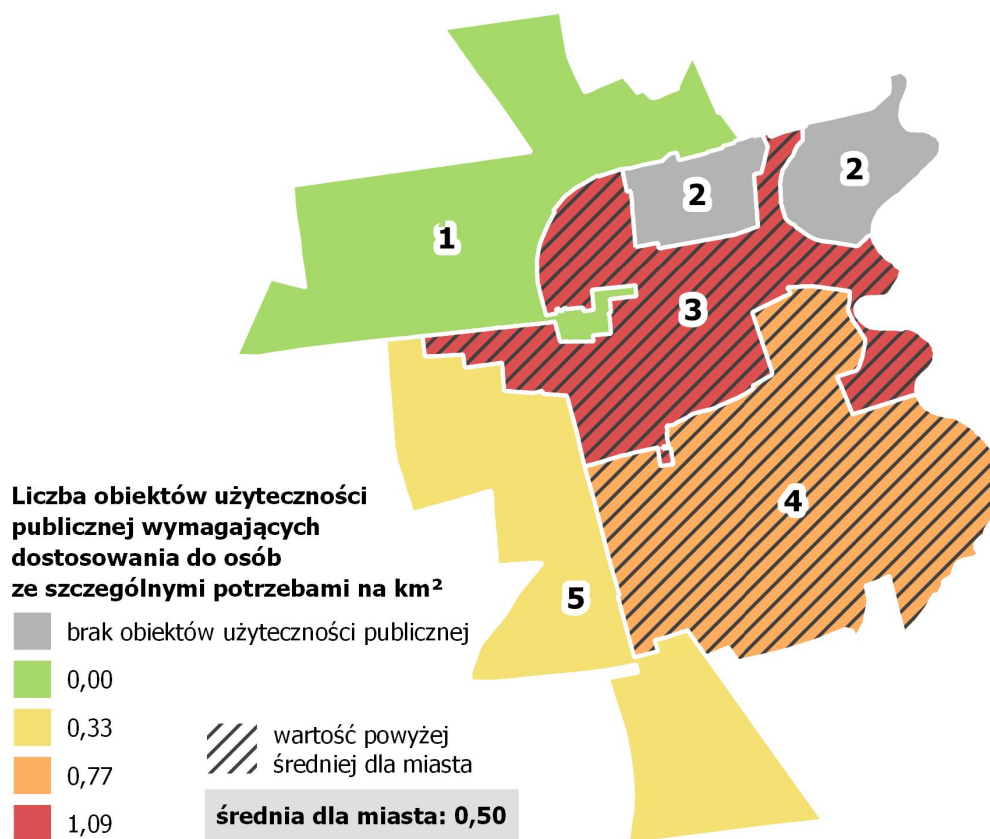 1
2
2
3
4
5
Liczba obiektów użyteczności
publicznej wymagających
dostosowania do osób
ze szczególnymi potrzebami na km²
brak obiektów użyteczności publicznej
0,00
0,33
0,77
1,09
wartość powyżej
średniej dla miasta
średnia dla miasta: 0,50